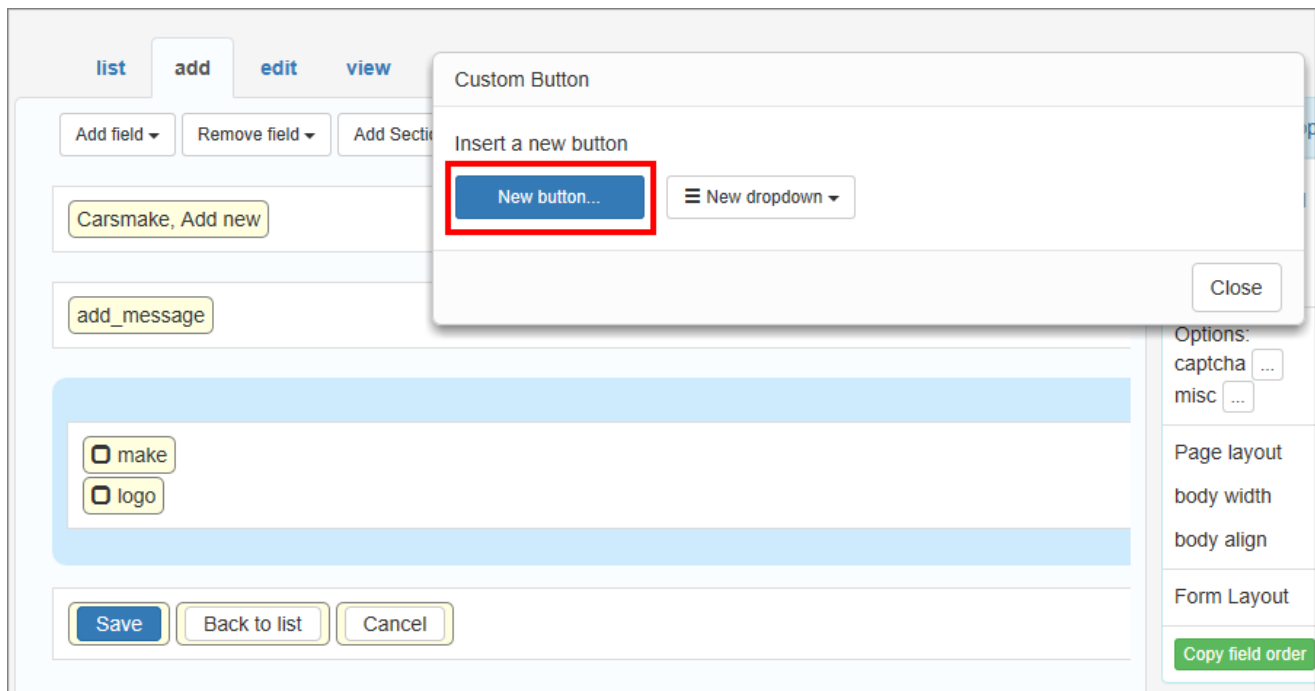 list add edit view
Custom Button
Add field Remove field Add Secti
Insert a new button
New button... New dropdown
Carsmake, Add new
Close
add_message
Options:
captcha ...
misc ...
make
Page layout
logo
body width
body align
Form Layout
Save Back to list Cancel
Copy field order